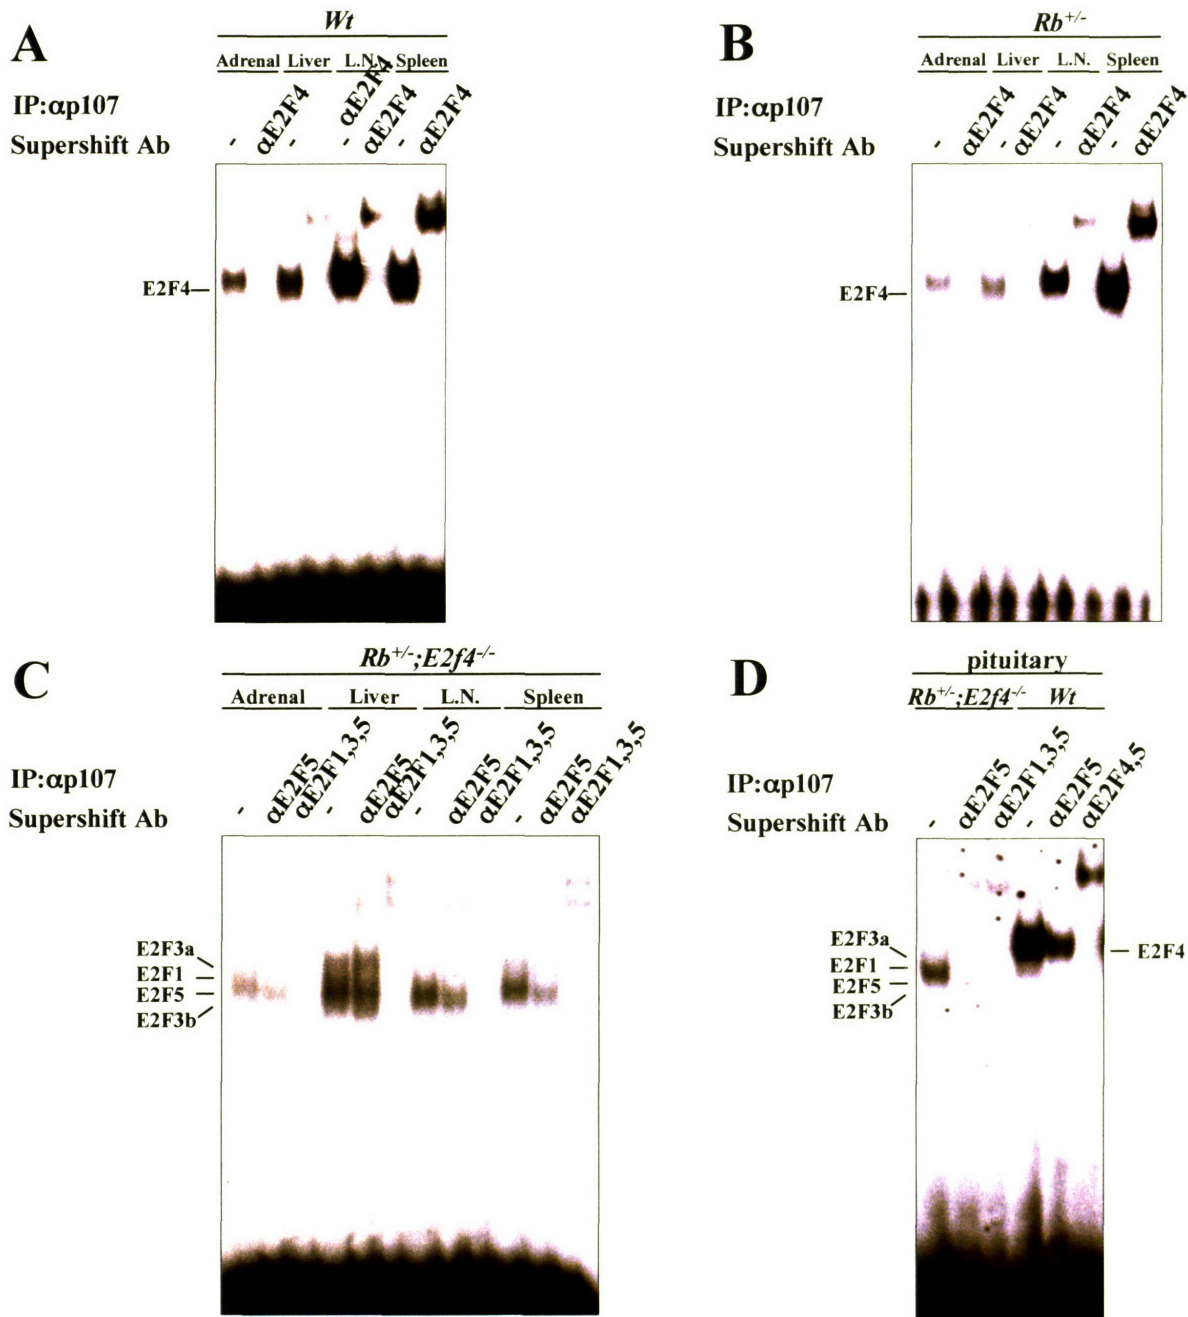 A
Wt
Adrenal Liver L.N. Spleen
IP:αp107
Supershift Ab
- αE2F4 - αE2F4 - αE2F4 - αE2F4
E2F4
B
Rb+/-
Adrenal Liver L.N. Spleen
IP:αp107
Supershift Ab
- αE2F4 - αE2F4 - αE2F4 - αE2F4
E2F4
C
Rb+/-;E2f4-/-
Adrenal Liver L.N. Spleen
IP:αp107
Supershift Ab
- αE2F5 αE2F1,3,5 - αE2F5 αE2F1,3,5 - αE2F5 αE2F1,3,5 - αE2F5 αE2F1,3,5
E2F3a
E2F1
E2F5
E2F3b
D
pituitary
Rb+/-;E2f4-/- Wt
IP:αp107
Supershift Ab
- αE2F5 αE2F1,3,5 - αE2F5 αE2F4,5
E2F3a
E2F1
E2F5
E2F3b
E2F4